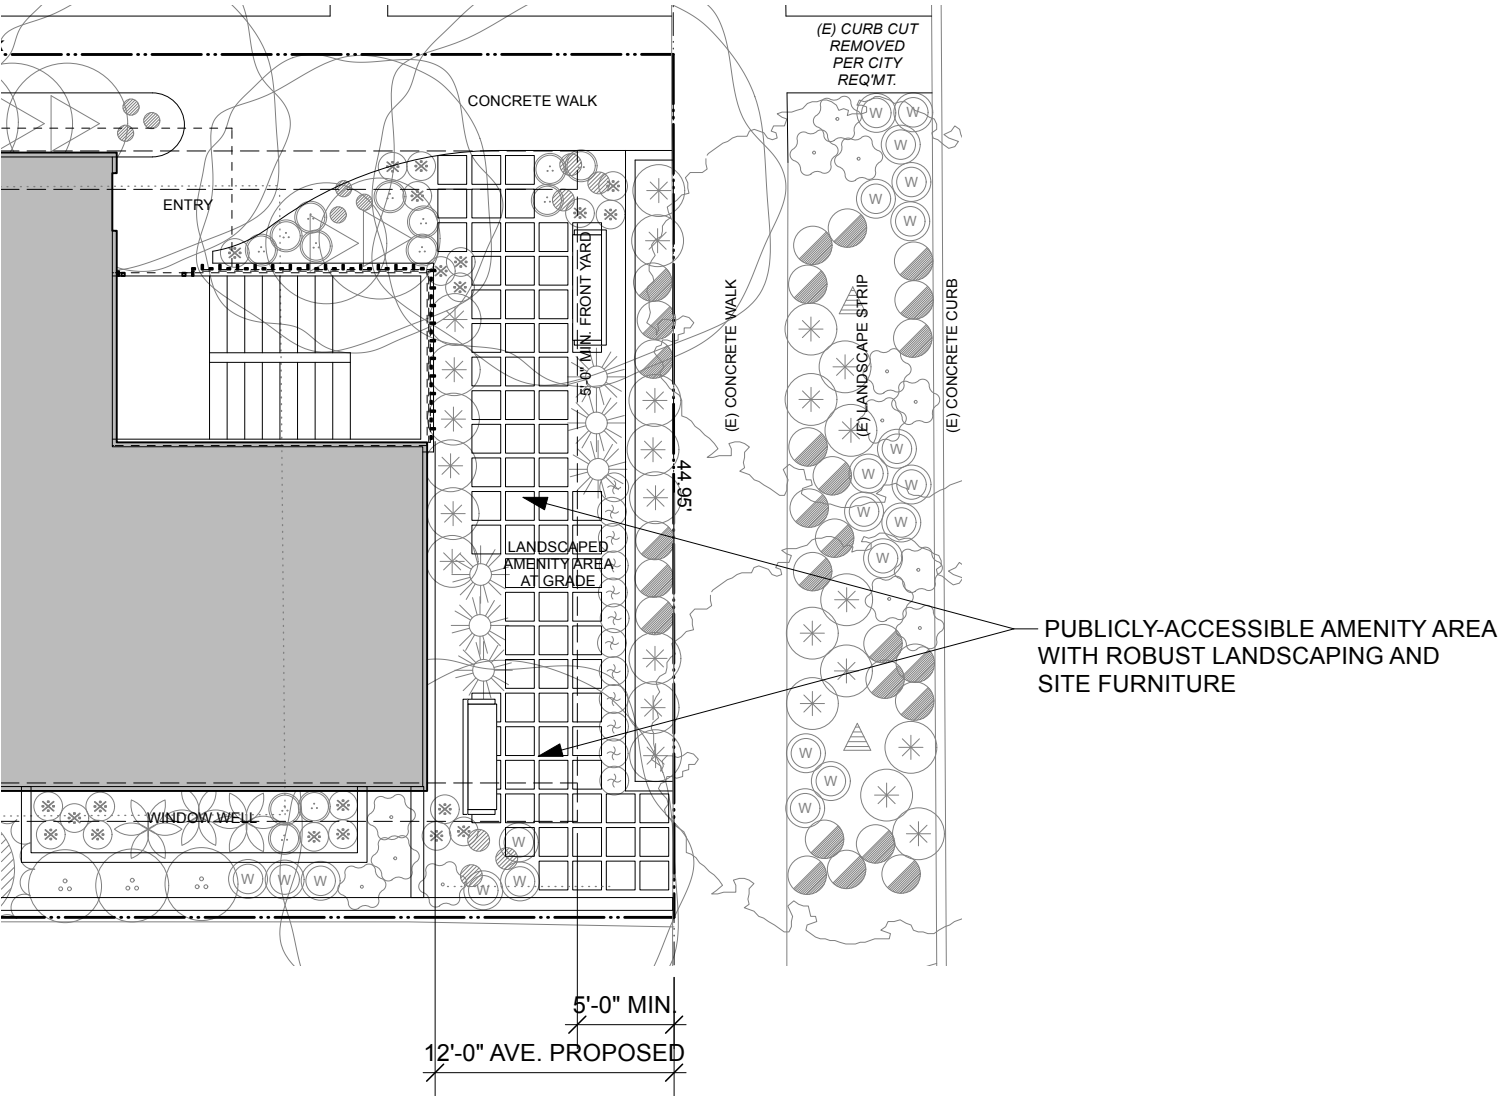 (E) CURB CUT
REMOVED
PER CITY
REQ'MT.
CONCRETE WALK
W
W
W
W
W
W
ENTRY
5'-0" MIN. FRONT YARD
(E) CONCRETE WALK
(E) LANDSCAPE STRIP
(E) CONCRETE CURB
W
W
W
W
W
W
44.95'
LANDSCAPED
AMENITY AREA
AT GRADE
PUBLICLY-ACCESSIBLE AMENITY AREA
WITH ROBUST LANDSCAPING AND
SITE FURNITURE
W
W
W
WINDOW WELL
W
W
W
W
W
W
5'-0" MIN.
12'-0" AVE. PROPOSED